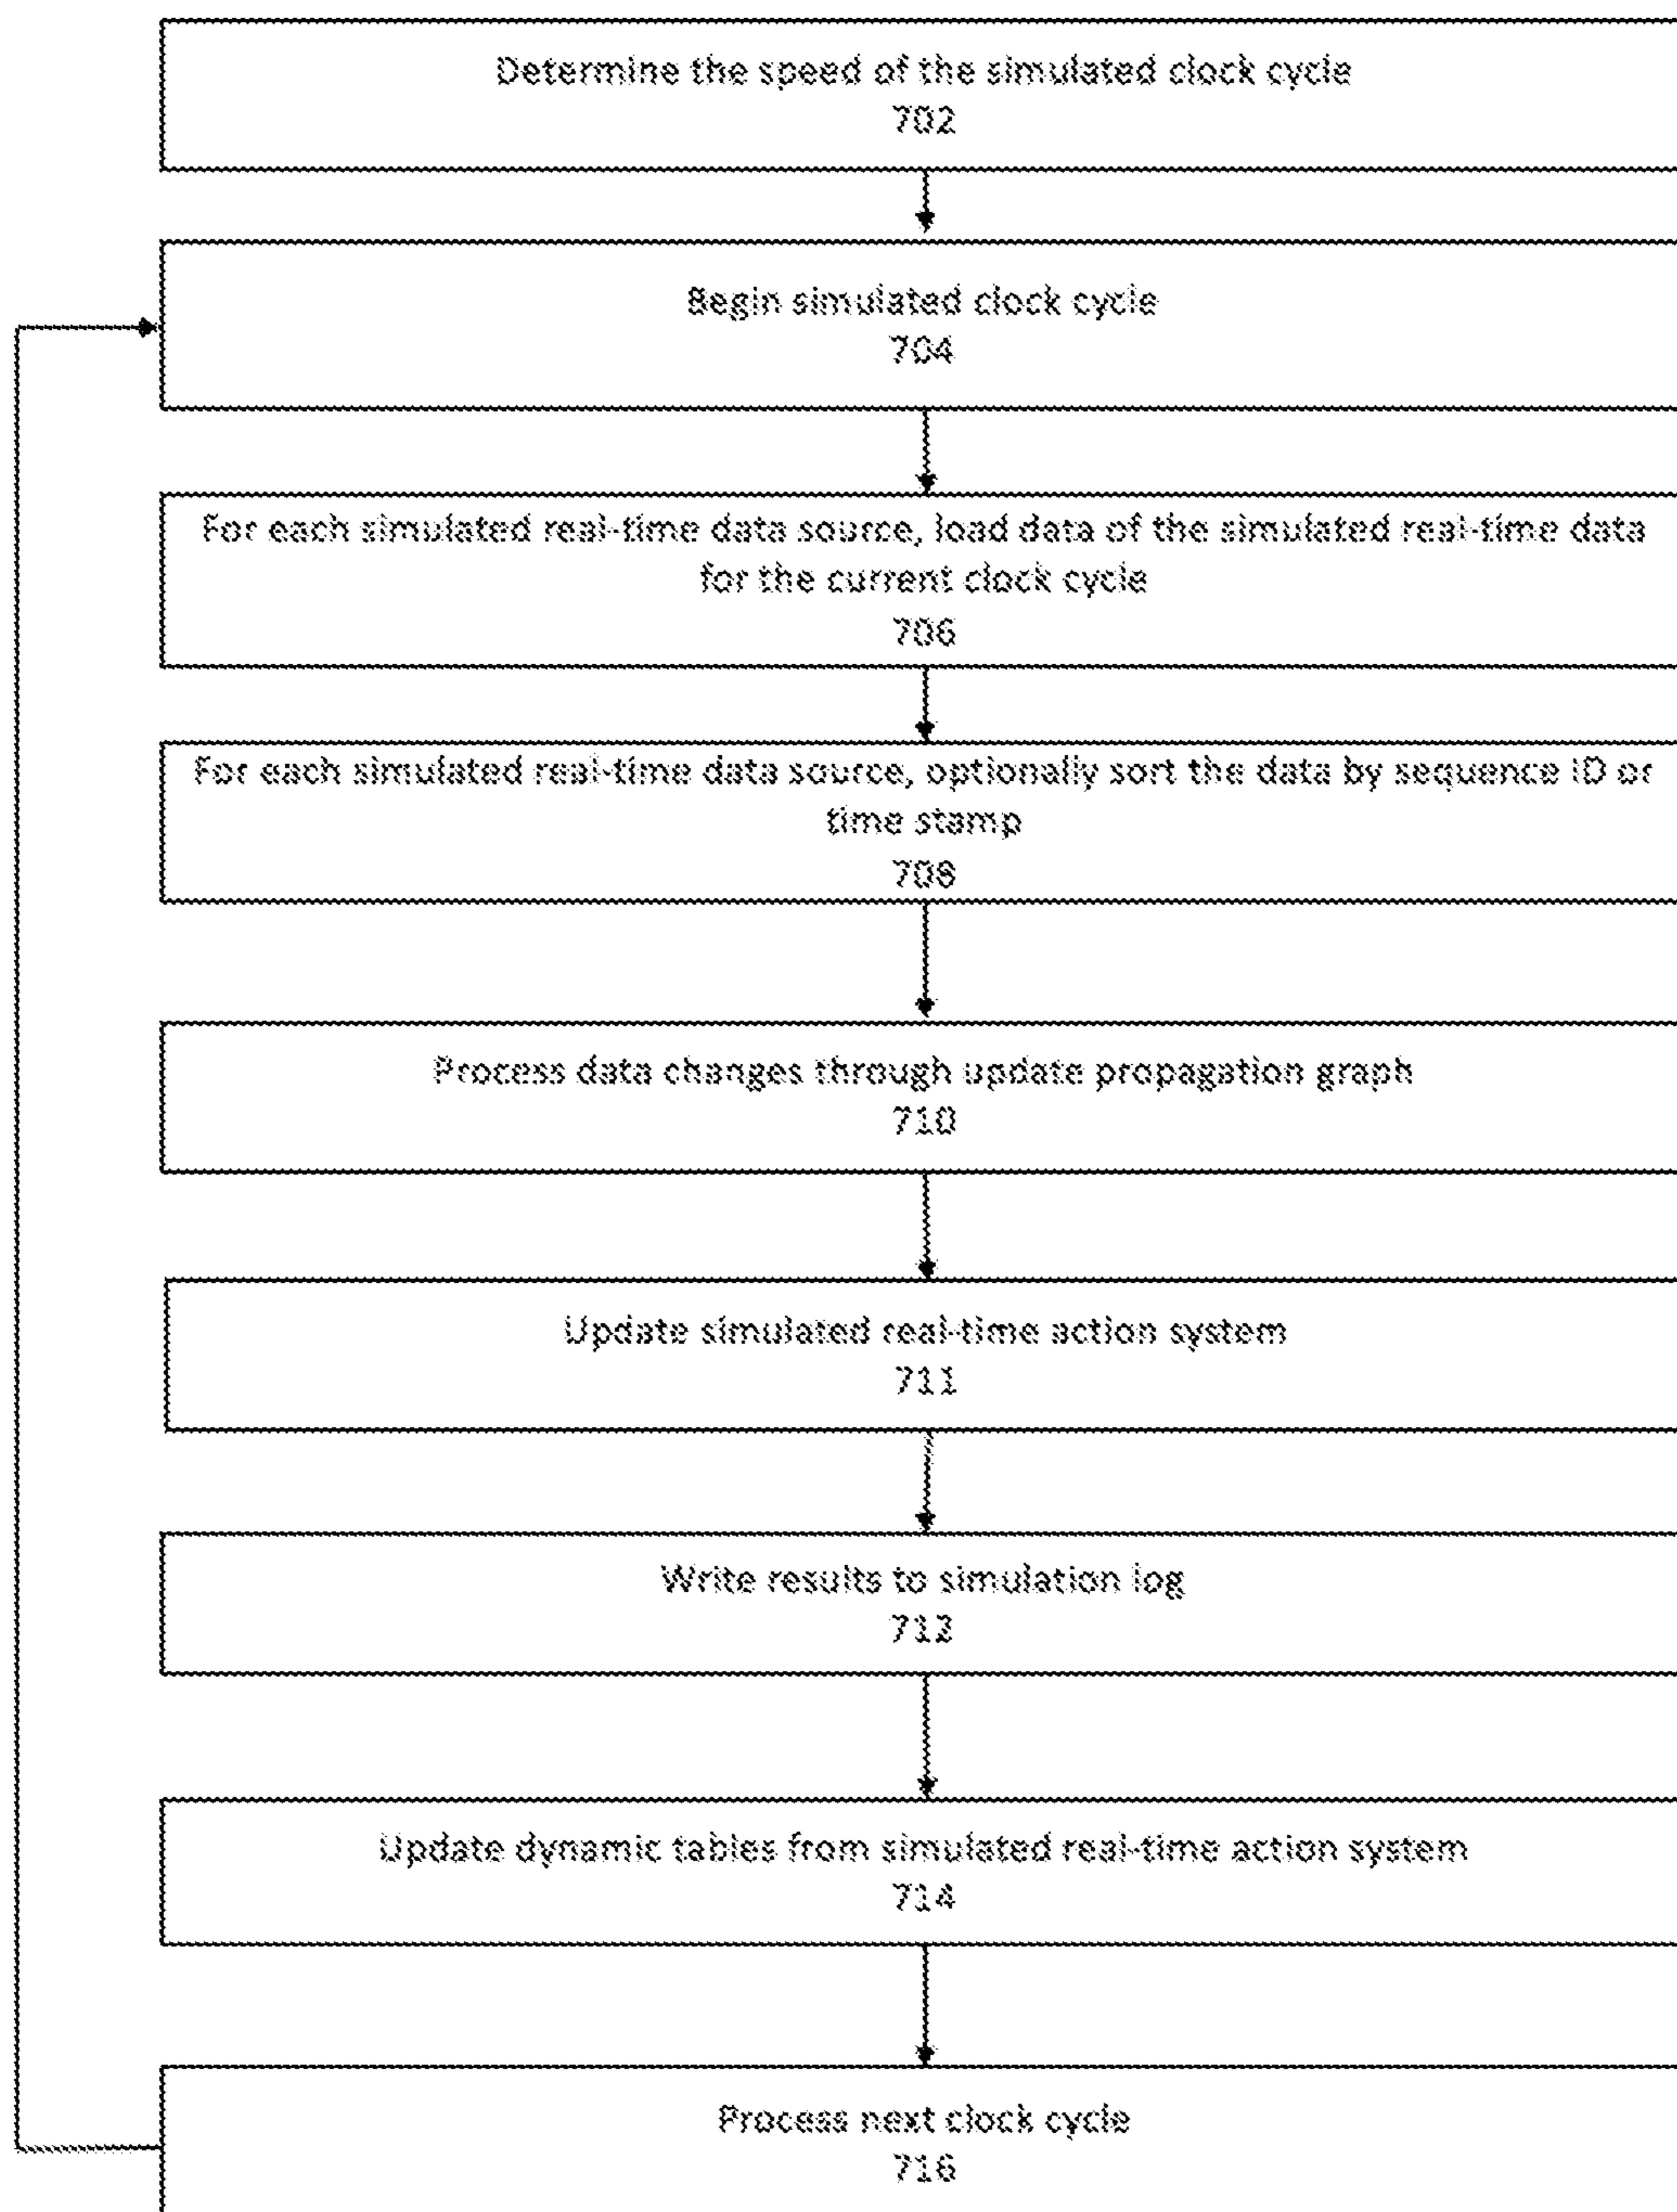 Determine the speed of the simulated clock cycle
702
Begin simulated clock cycle
704
For each simulated real-time data source, load data of the simulated real-time data
for the current clock cycle
706
For each simulated real-time data source, optionally sort the data by sequence ID or
time stamp
708
Process data changes through update propagation graph
710
Update simulated real-time action system
711
Write results to simulation log
712
Update dynamic tables from simulated real-time action system
714
Process next clock cycle
716